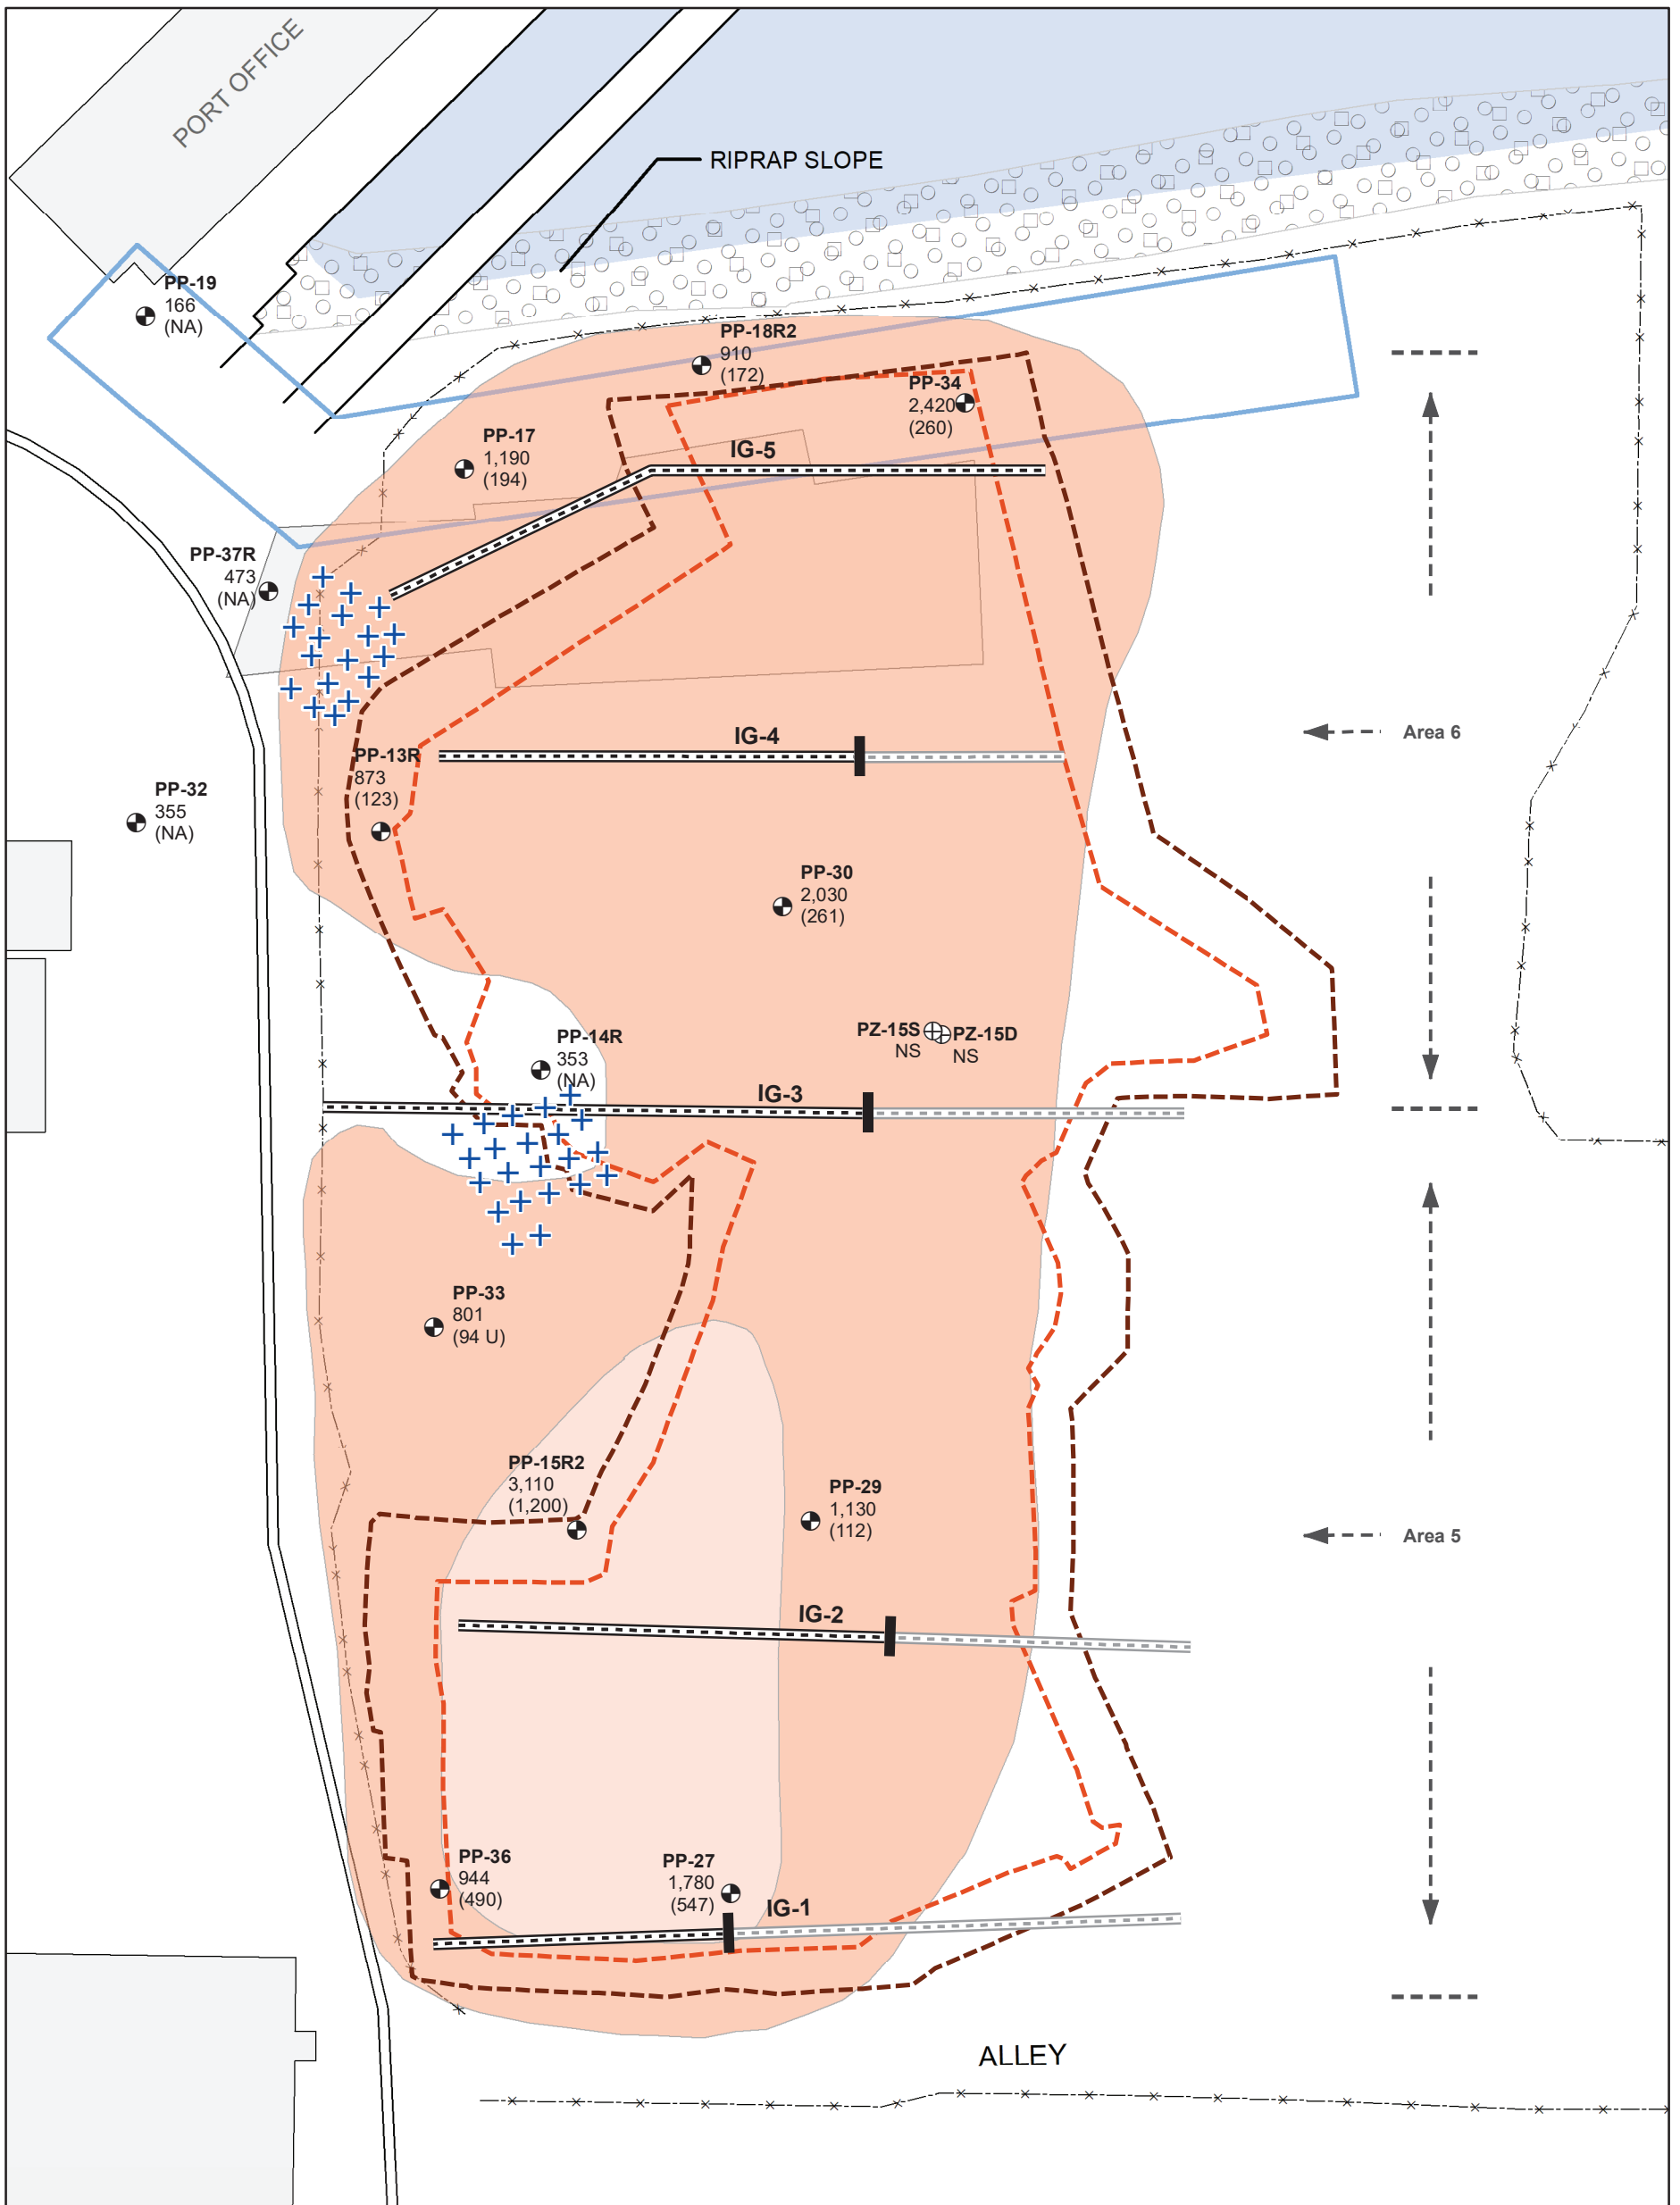 PORT OFFICE
RIPRAP SLOPE
PP-19
166
(NA)
PP-18R2
910
(172)
PP-34
2,420
(260)
PP-17
1,190
(194)
IG-5
PP-37R
473
(NA)
IG-4
Area 6
PP-13R
873
(123)
PP-32
355
(NA)
PP-30
2,030
(261)
PZ-15S
NS
PZ-15D
NS
PP-14R
353
(NA)
IG-3
PP-33
801
(94 U)
PP-15R2
3,110
(1,200)
PP-29
1,130
(112)
Area 5
IG-2
PP-36
944
(490)
PP-27
1,780
(547)
IG-1
ALLEY